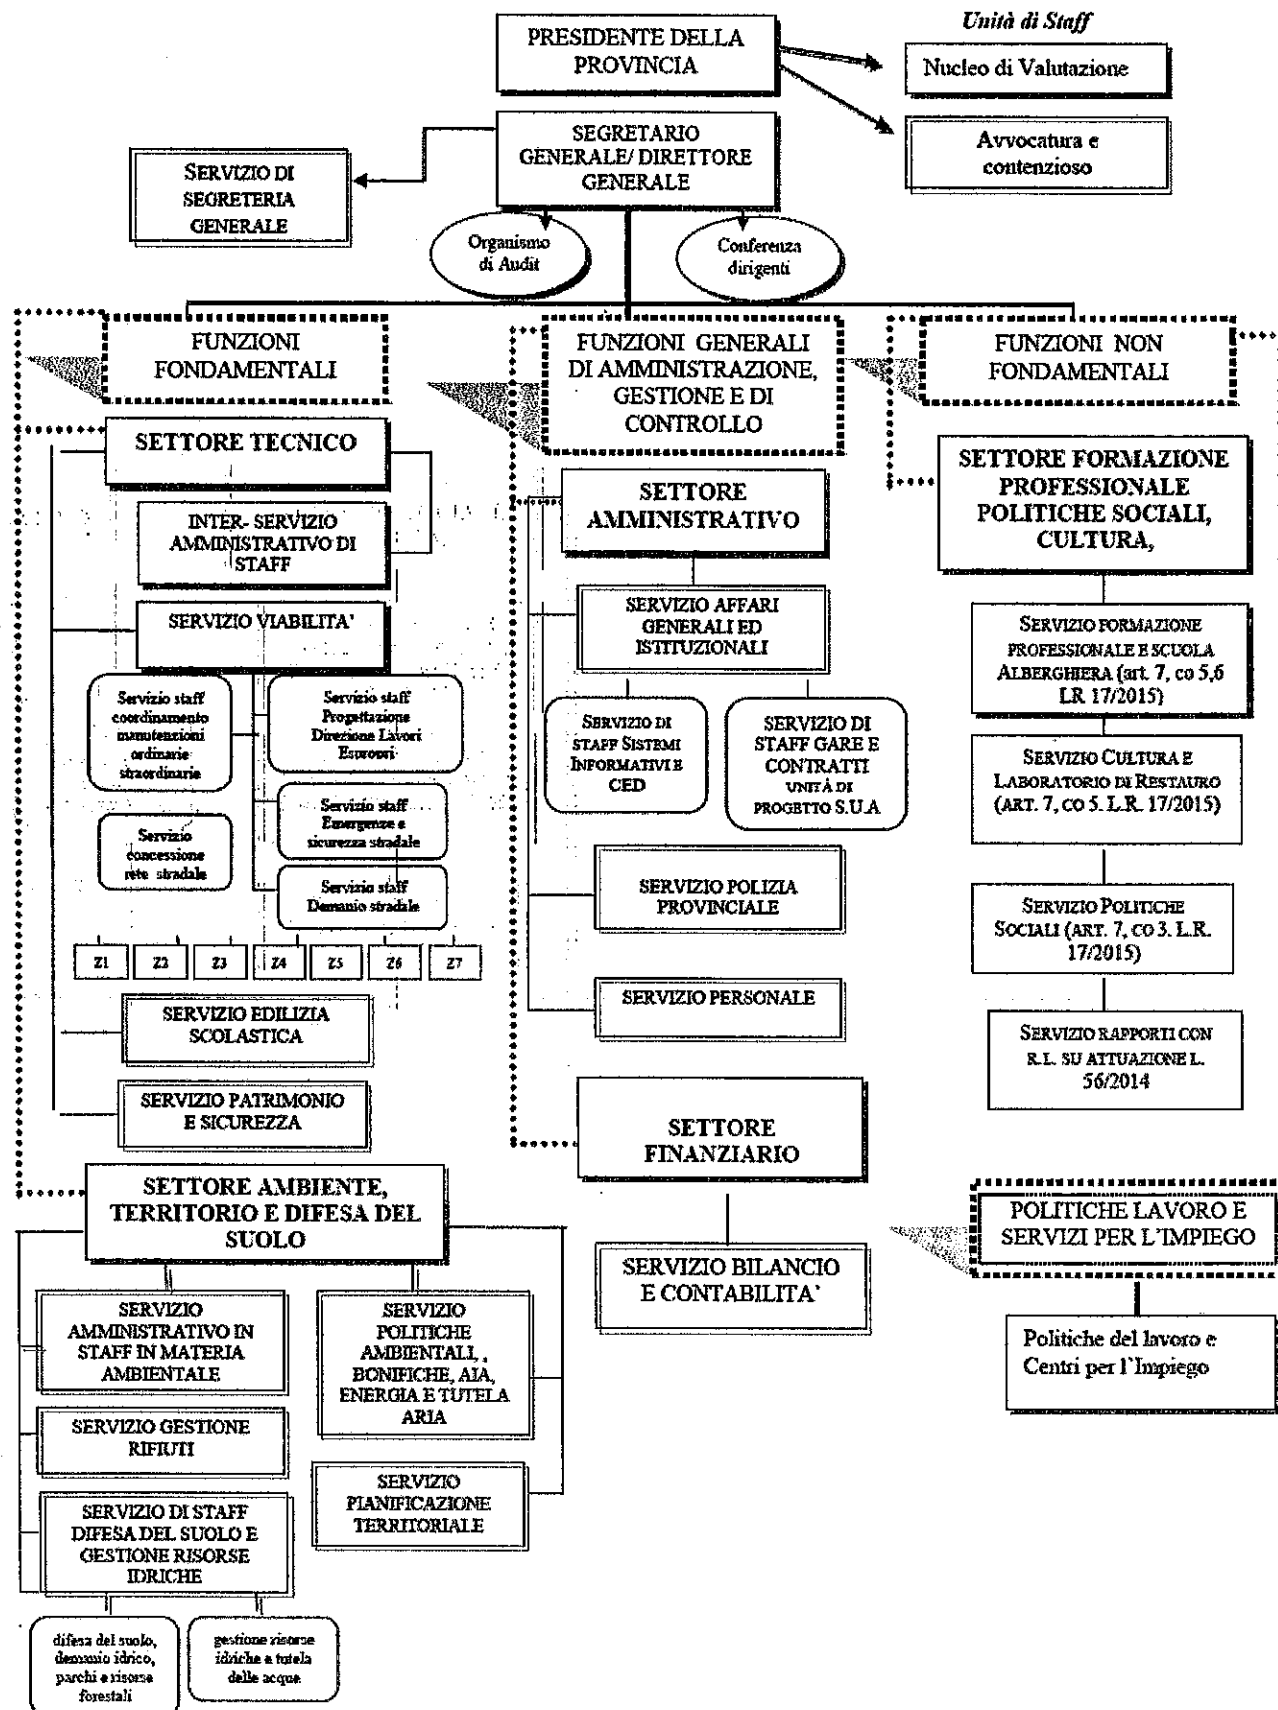 Unità di Staff
PRESIDENTE DELLA
PROVINCIA
Nucleo di Valutazione
Avvocatura e
contenzioso
SEGRETARIO
GENERALE/ DIRETTORE
GENERALE
SERVIZIO DI
SEGRETERIA
GENERALE
Organismo
di Audit
Conferenza
dirigenti
FUNZIONI
FONDAMENTALI
FUNZIONI GENERALI
DI AMMINISTRAZIONE,
GESTIONE E DI
CONTROLLO
FUNZIONI NON
FONDAMENTALI
SETTORE TECNICO
INTER- SERVIZIO
AMMINISTRATIVO DI
STAFF
SERVIZIO VIABILITA'
Servizio staff
coordinamento
manutenzioni
ordinarie
straordinarie
Servizio staff
Progettazione
Direzione Lavori
Espropri
Servizio
concessione
rete stradale
Servizio staff
Emergenze e
sicurezza stradale
Servizio staff
Demanio stradale
Z1 Z2 Z3 Z4 Z5 Z6 Z7
SERVIZIO EDILIZIA
SCOLASTICA
SERVIZIO PATRIMONIO
E SICUREZZA
SETTORE AMBIENTE,
TERRITORIO E DIFESA DEL
SUOLO
SERVIZIO
AMMINISTRATIVO IN
STAFF IN MATERIA
AMBIENTALE
SERVIZIO
POLITICHE
AMBIENTALI, ,
BONIFICHE, AIA,
ENERGIA E TUTELA
ARIA
SERVIZIO GESTIONE
RIFIUTI
SERVIZIO
PIANIFICAZIONE
TERRITORIALE
SERVIZIO DI STAFF
DIFESA DEL SUOLO E
GESTIONE RISORSE
IDRICHE
difesa del suolo,
demanio idrico,
parchi e risorse
forestali
gestione risorse
idriche e tutela
delle acque
SETTORE
AMMINISTRATIVO
SERVIZIO AFFARI
GENERALI ED
ISTITUZIONALI
SERVIZIO DI
STAFF SISTEMI
INFORMATIVI E
CED
SERVIZIO DI
STAFF GARE E
CONTRATTI
UNITÀ DI
PROGETTO S.U.A
SERVIZIO POLIZIA
PROVINCIALE
SERVIZIO PERSONALE
SETTORE
FINANZIARIO
SERVIZIO BILANCIO
E CONTABILITA'
SETTORE FORMAZIONE
PROFESSIONALE
POLITICHE SOCIALI,
CULTURA,
SERVIZIO FORMAZIONE
PROFESSIONALE E SCUOLA
ALBERGHIERA (art. 7, co 5,6
LR 17/2015)
SERVIZIO CULTURA E
LABORATORIO DI RESTAURO
(ART. 7, CO 5. L.R. 17/2015)
SERVIZIO POLITICHE
SOCIALI (ART. 7, CO 3. L.R.
17/2015)
SERVIZIO RAPPORTI CON
R.L. SU ATTUAZIONE L.
56/2014
POLITICHE LAVORO E
SERVIZI PER L'IMPIEGO
Politiche del lavoro e
Centri per l'Impiego